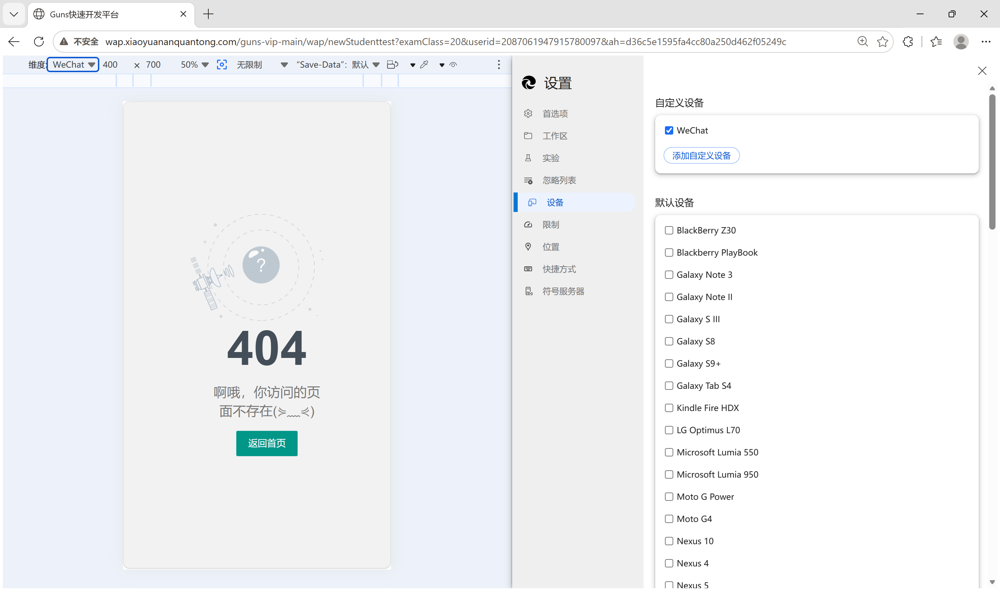 Guns快速开发平台
不安全 wap.xiaoyuananquantong.com/guns-vip-main/wap/newStudenttest?examClass=20&userid=2087061947915780097&ah=d36c5e1595fa4cc80a250d462f05249c
维度: WeChat 400 × 700 50% 无限制 “Save-Data”: 默认
?
404
啊哦，你访问的页
面不存在(≽﹏≼)
返回首页
设置
首选项
工作区
实验
忽略列表
设备
限制
位置
快捷方式
符号服务器
自定义设备
WeChat
添加自定义设备
默认设备
BlackBerry Z30
Blackberry PlayBook
Galaxy Note 3
Galaxy Note II
Galaxy S III
Galaxy S8
Galaxy S9+
Galaxy Tab S4
Kindle Fire HDX
LG Optimus L70
Microsoft Lumia 550
Microsoft Lumia 950
Moto G Power
Moto G4
Nexus 10
Nexus 4
Nexus 5